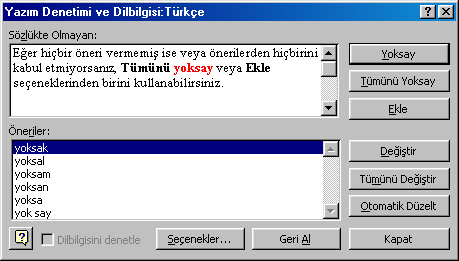 Yazım Denetimi ve Dilbilgisi:Türkçe
Sözlükte Olmayan:
Eğer hiçbir öneri vermemiş ise veya önerilerden hiçbirini
kabul etmiyorsanız, Tümünü yoksay veya Ekle
seçeneklerinden birini kullanabilirsiniz.
Yoksay
Tümünü Yoksay
Ekle
Öneriler:
yoksak
yoksal
yoksam
yoksan
yoksa
yok say
Değiştir
Tümünü Değiştir
Otomatik Düzelt
Dilbilgisini denetle
Seçenekler...
Geri Al
Kapat